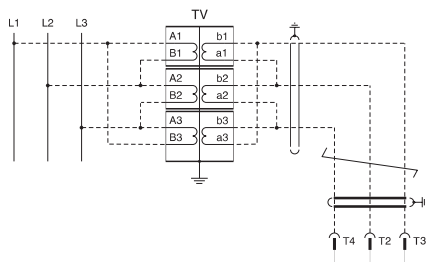 TV
L1 L2 L3
A1 b1
B1 a1
A2 b2
B2 a2
A3 b3
B3 a3
T4 T2 T3